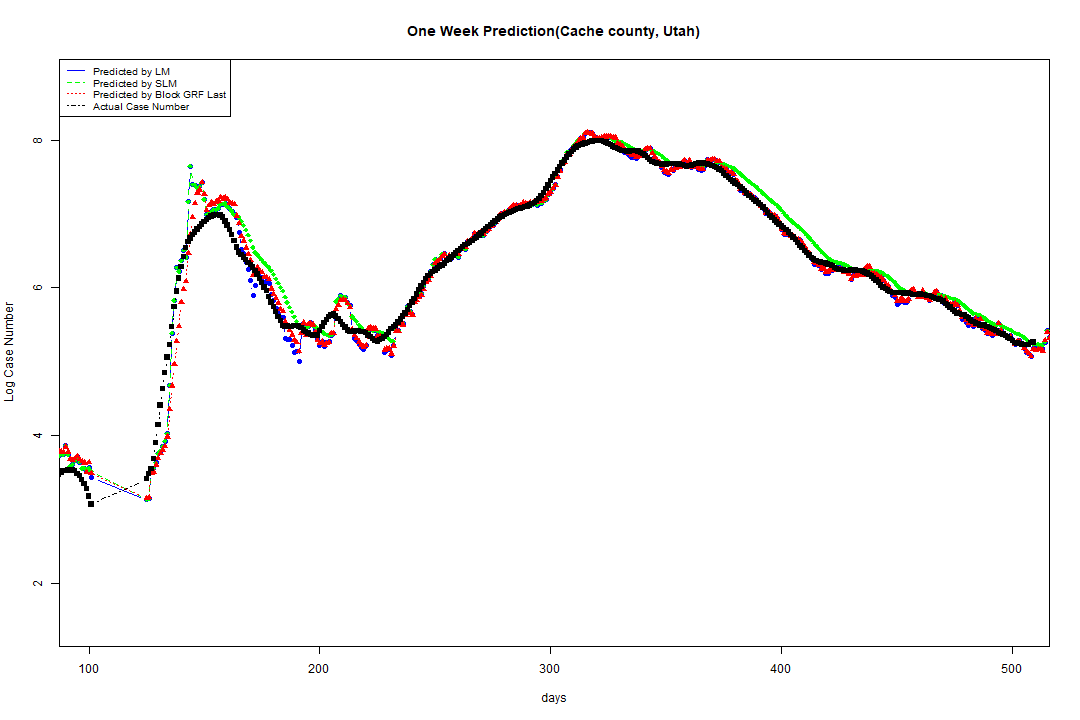 One Week Prediction(Cache county, Utah)
Predicted by LM
Predicted by SLM
Predicted by Block GRF Last
Actual Case Number
8
6
4
2
Log Case Number
100 200 300 400 500
days